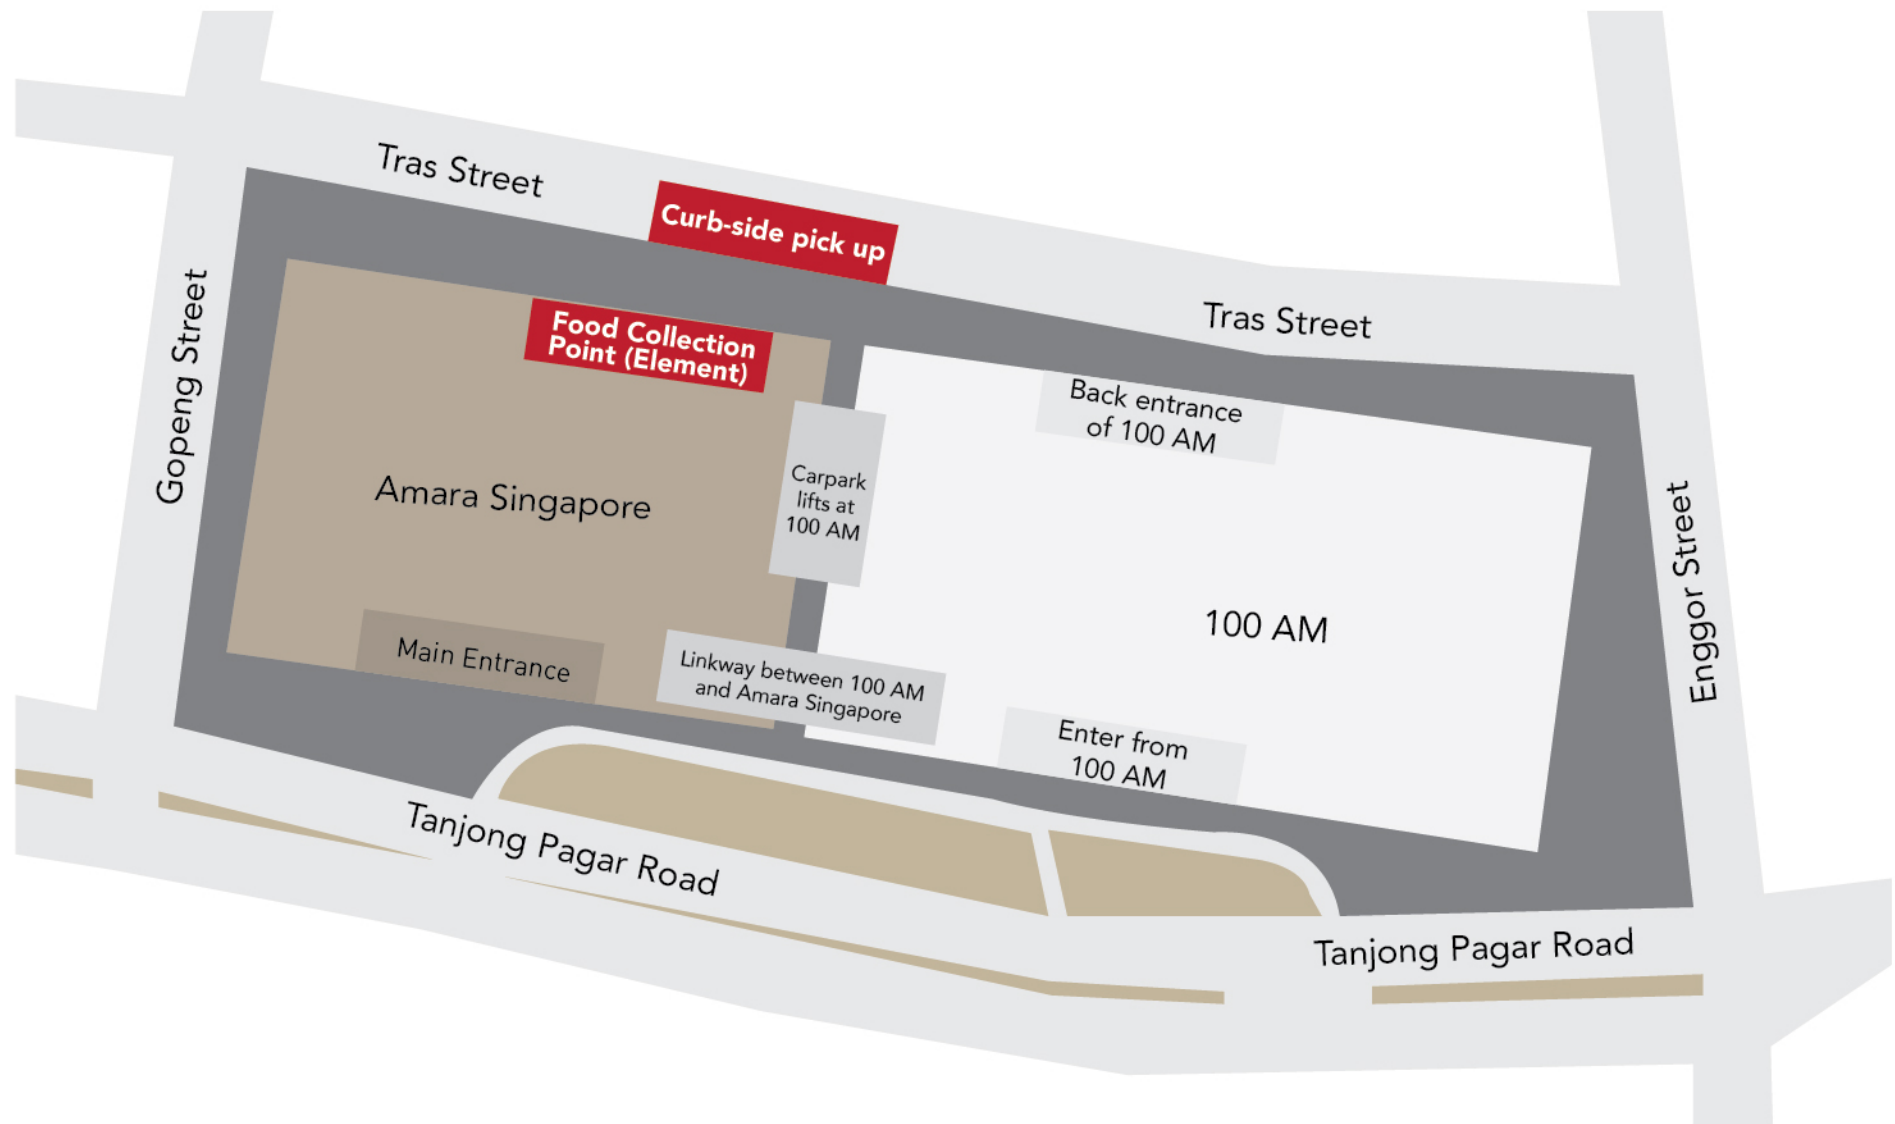 Tras Street
Curb-side pick up
Tras Street
Gopeng Street
Food Collection
Point (Element)
Back entrance
of 100 AM
Amara Singapore
Carpark
lifts at
100 AM
Enggor Street
100 AM
Main Entrance
Linkway between 100 AM
and Amara Singapore
Enter from
100 AM
Tanjong Pagar Road
Tanjong Pagar Road